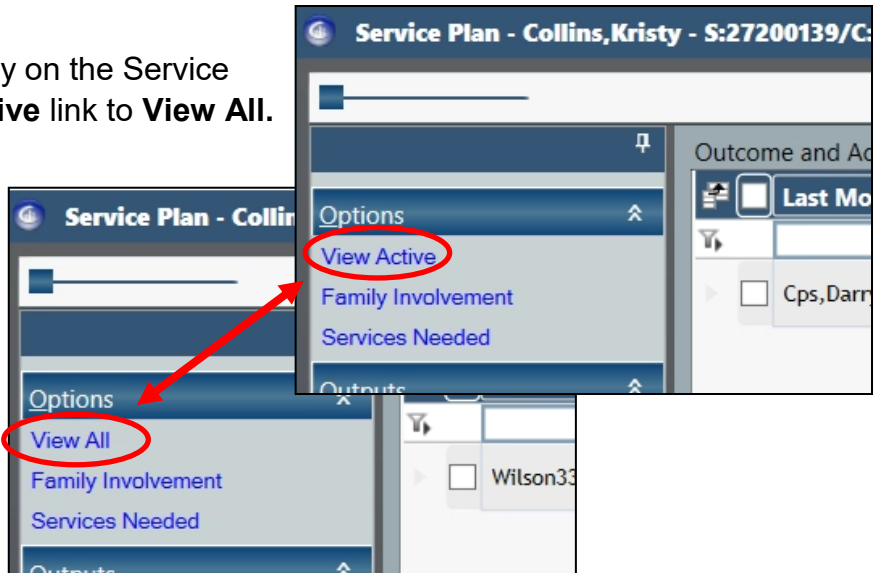 y on the Service
ive link to View All.
Service Plan - Collins,Kristy - S:27200139/C:
Options
View Active
Family Involvement
Services Needed
Outputs
Outcome and Ac
Last Mo
Cps,Darry
Service Plan - Collin
Options
View All
Family Involvement
Services Needed
Outputs
Wilson33